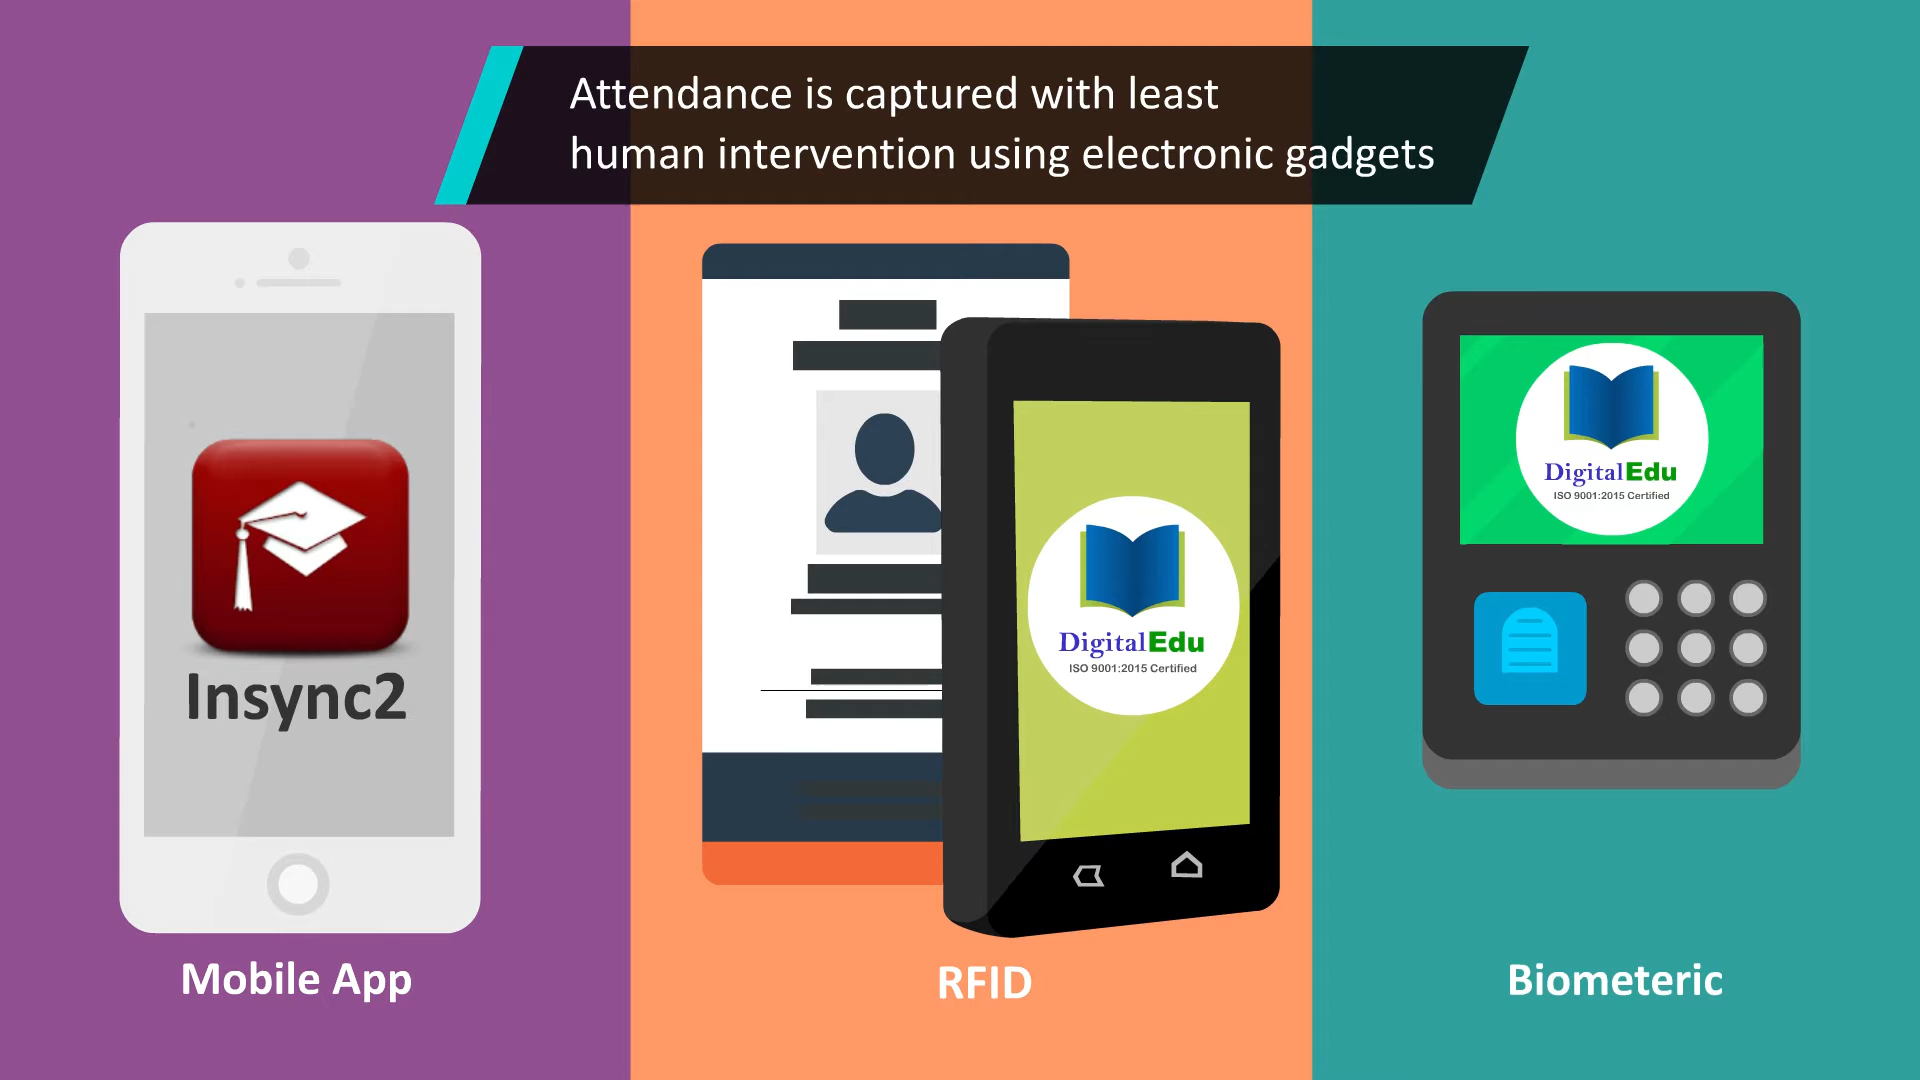 Attendance is captured with least
human intervention using electronic gadgets
Insync2
Mobile App
DigitalEdu
ISO 9001:2015 Certified
RFID
DigitalEdu
ISO 9001:2015 Certified
Biometeric